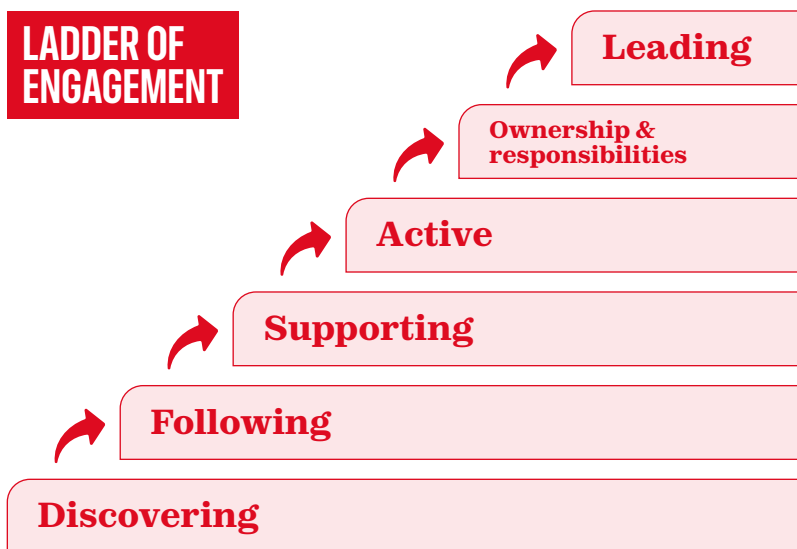 LADDER OF
ENGAGEMENT
Leading
Ownership &
responsibilities
Active
Supporting
Following
Discovering